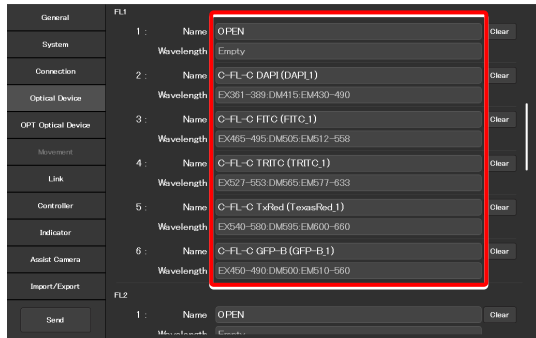 General
System
Connection
Optical Device
OPT Optical Device
Movement
Link
Controller
Indicator
Assist Camera
Import/Export
Send
FL1
1 : Name OPEN Clear
Wavelength Empty
2 : Name C-FL-C DAPI (DAPI_1) Clear
Wavelength EX361-389:DM415:EM430-490
3 : Name C-FL-C FITC (FITC_1) Clear
Wavelength EX465-495:DM505:EM512-558
4 : Name C-FL-C TRITC (TRITC_1) Clear
Wavelength EX527-553:DM565:EM577-633
5 : Name C-FL-C TxRed (TexasRed_1) Clear
Wavelength EX540-580:DM595:EM600-660
6 : Name C-FL-C GFP-B (GFP-B_1) Clear
Wavelength EX450-490:DM500:EM510-560
FL2
1 : Name OPEN Clear
Wavelength Empty